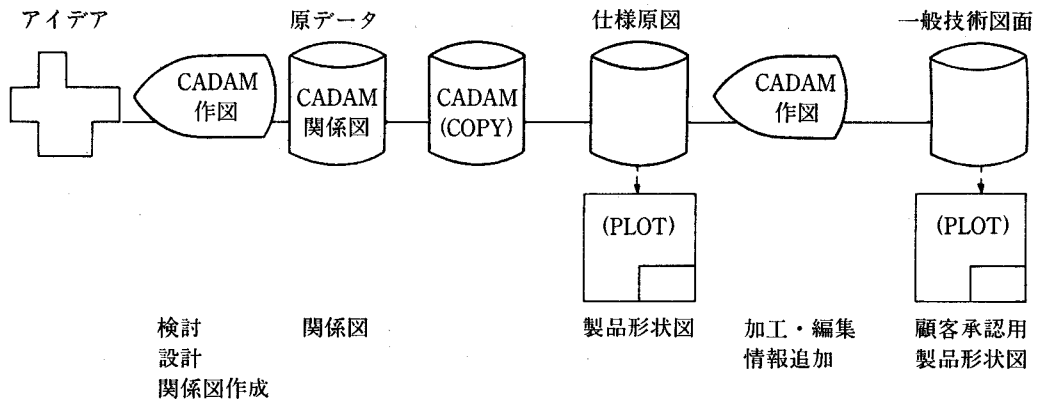 アイデア
原データ
仕様原図
一般技術図面
CADAM
作図
CADAM
関係図
CADAM
(COPY)
CADAM
作図
(PLOT)
(PLOT)
検討
設計
関係図作成
関係図
製品形状図
加工・編集
情報追加
顧客承認用
製品形状図